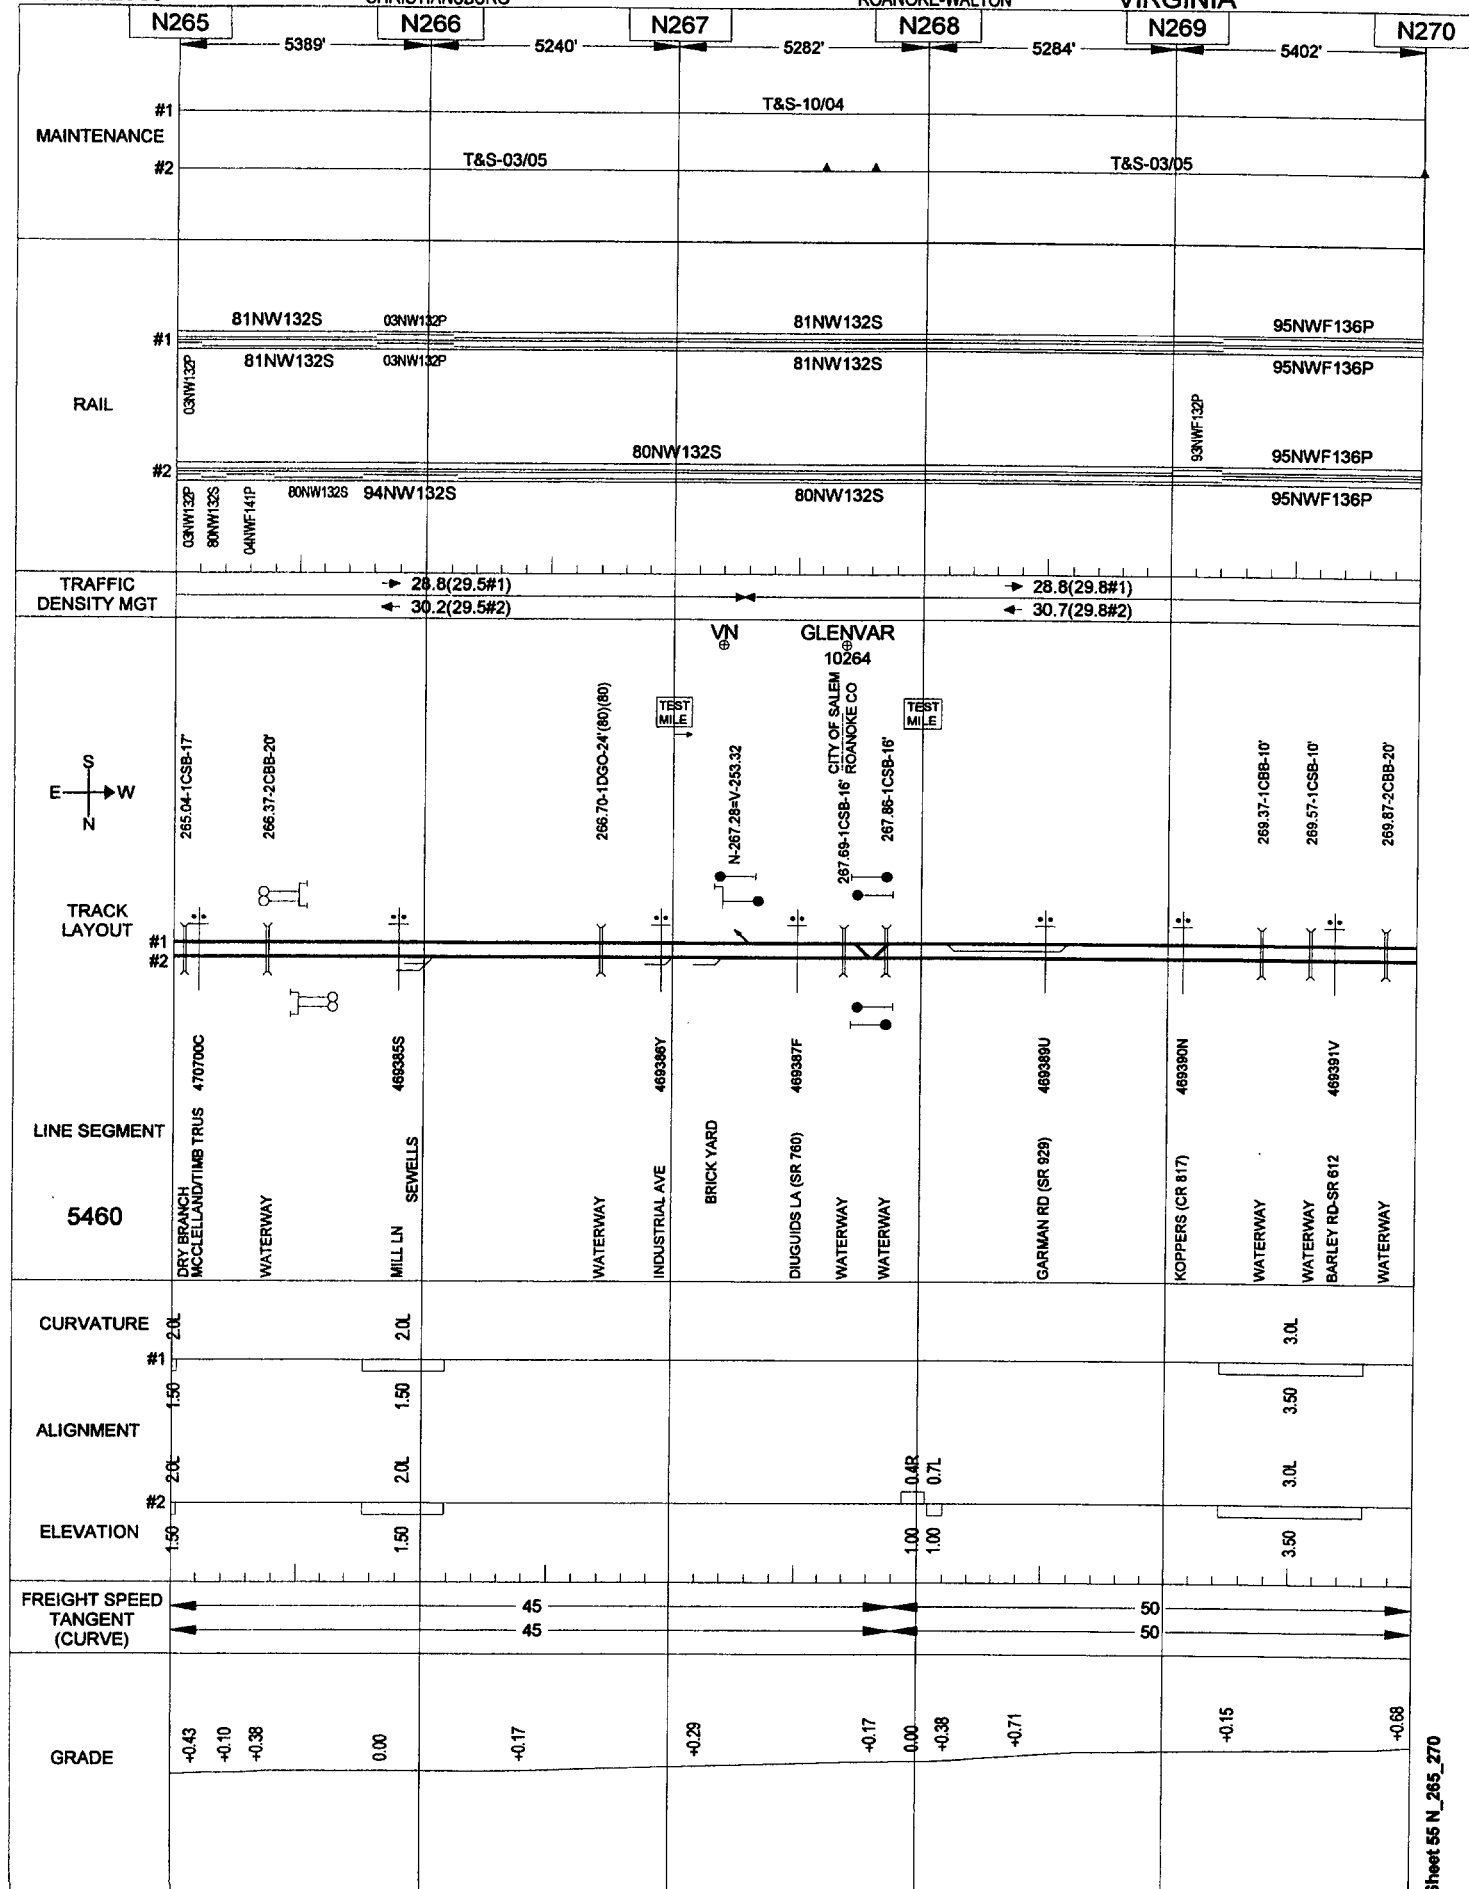 CHRISTIANSBURG
ROANOKE-WALTON
VIRGINIA
N265
N266
N267
N268
N269
N270
5389'
5240'
5282'
5284'
5402'
MAINTENANCE
#1
T&S-10/04
#2
T&S-03/05
T&S-03/05
RAIL
81NW132S
03NW132P
81NW132S
95NWF136P
#1
81NW132S
03NW132P
81NW132S
95NWF136P
03NW132P
93NWF132P
80NW132S
95NWF136P
#2
80NW132S
94NW132S
80NW132S
95NWF136P
03NW132P
80NW132S
04NWF141P
TRAFFIC
DENSITY MGT
28.8(29.5#1)
28.8(29.8#1)
30.2(29.5#2)
30.7(29.8#2)
VN
GLENVAR
10264
TEST
MILE
TEST
MILE
S
E
W
N
265.04-1CSB-17'
266.37-2CBB-20'
266.70-1DGO-24'(80)(80)
N-267.28=V-253.32
267.69-1CSB-16'
CITY OF SALEM
ROANOKE CO
267.86-1CSB-16'
269.37-1CBB-10'
269.57-1CSB-10'
269.87-2CBB-20'
TRACK
LAYOUT
#1
#2
470700C
469385S
469386Y
469387F
469389U
469390N
469391V
LINE SEGMENT
5460
DRY BRANCH
MCCLELLAND/TIMB TRUS
WATERWAY
MILL LN
SEWELLS
WATERWAY
INDUSTRIAL AVE
BRICK YARD
DIUGUIDS LA (SR 760)
WATERWAY
WATERWAY
GARMAN RD (SR 929)
KOPPERS (CR 817)
WATERWAY
WATERWAY
BARLEY RD-SR 612
WATERWAY
CURVATURE
2.0L
2.0L
3.0L
#1
1.50
1.50
3.50
ALIGNMENT
2.0L
2.0L
0.4R
0.7L
3.0L
#2
ELEVATION
1.50
1.50
1.00
1.00
3.50
FREIGHT SPEED
TANGENT
(CURVE)
45
50
45
50
GRADE
+0.43
+0.10
+0.38
0.00
+0.17
+0.29
+0.17
0.00
+0.38
+0.71
+0.15
+0.68
Sheet 55 N_265_270